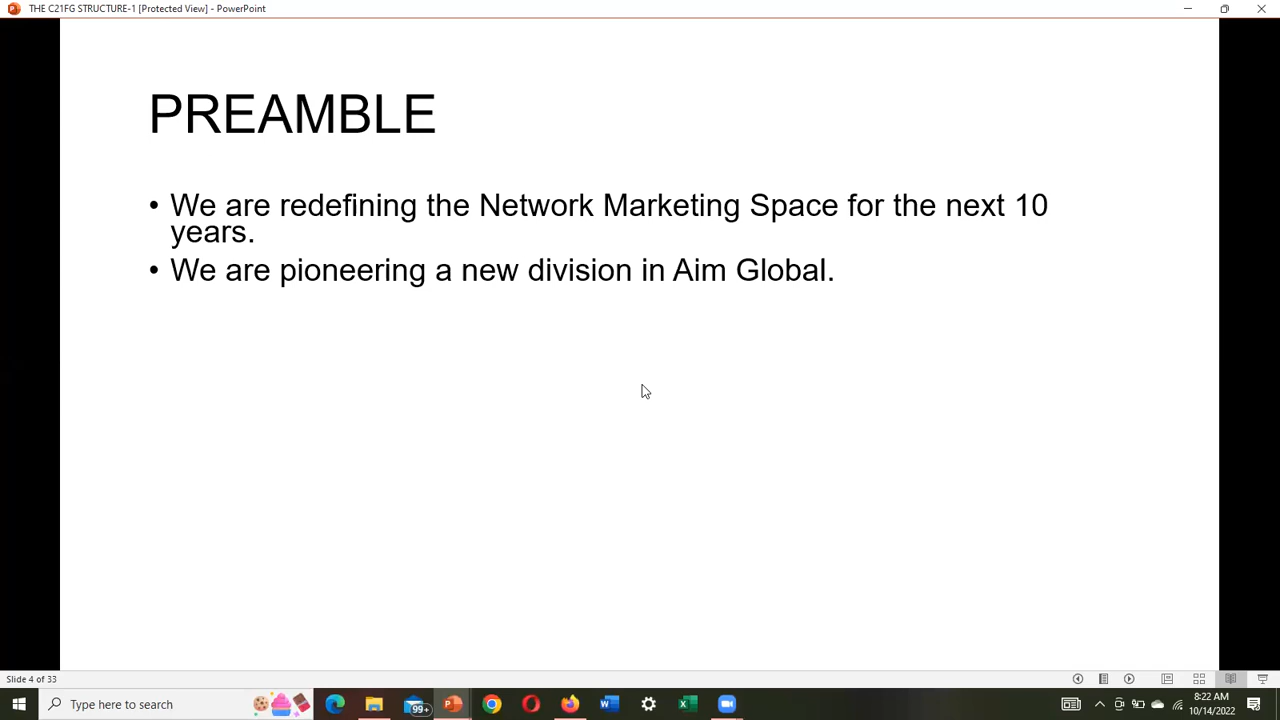 THE C21FG STRUCTURE-1 [Protected View] - PowerPoint
PREAMBLE
• We are redefining the Network Marketing Space for the next 10
years.
• We are pioneering a new division in Aim Global.
Slide 4 of 33
Type here to search
99+
8:22 AM
10/14/2022